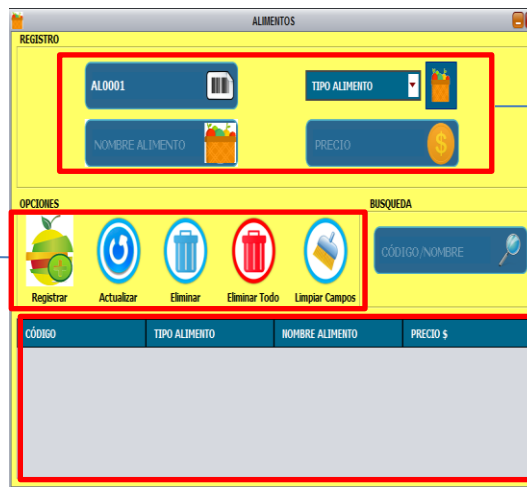 ALIMENTOS
REGISTRO
AL0001
TIPO ALIMENTO
NOMBRE ALIMENTO
PRECIO
$
OPCIONES
BUSQUEDA
CÓDIGO/NOMBRE
Registrar Actualizar Eliminar Eliminar Todo Limpiar Campos
CÓDIGO TIPO ALIMENTO NOMBRE ALIMENTO PRECIO $